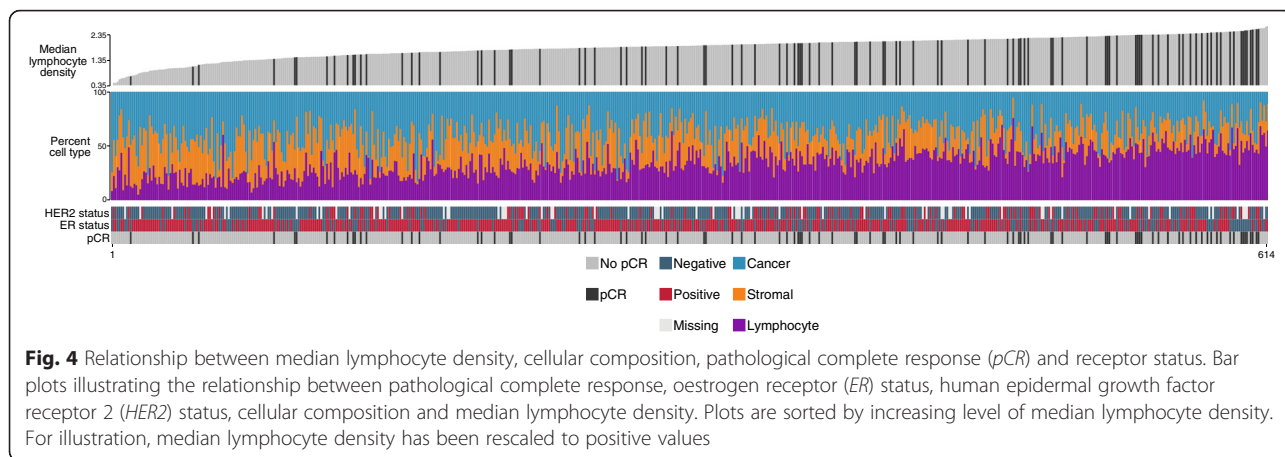 Median
lymphocyte
density
2.35
1.35
0.35
Percent
cell type
100
50
0
HER2 status
ER status
pCR
1
614
No pCR
Negative
Cancer
pCR
Positive
Stromal
Missing
Lymphocyte
Fig. 4 Relationship between median lymphocyte density, cellular composition, pathological complete response (pCR) and receptor status. Bar
plots illustrating the relationship between pathological complete response, oestrogen receptor (ER) status, human epidermal growth factor
receptor 2 (HER2) status, cellular composition and median lymphocyte density. Plots are sorted by increasing level of median lymphocyte density.
For illustration, median lymphocyte density has been rescaled to positive values